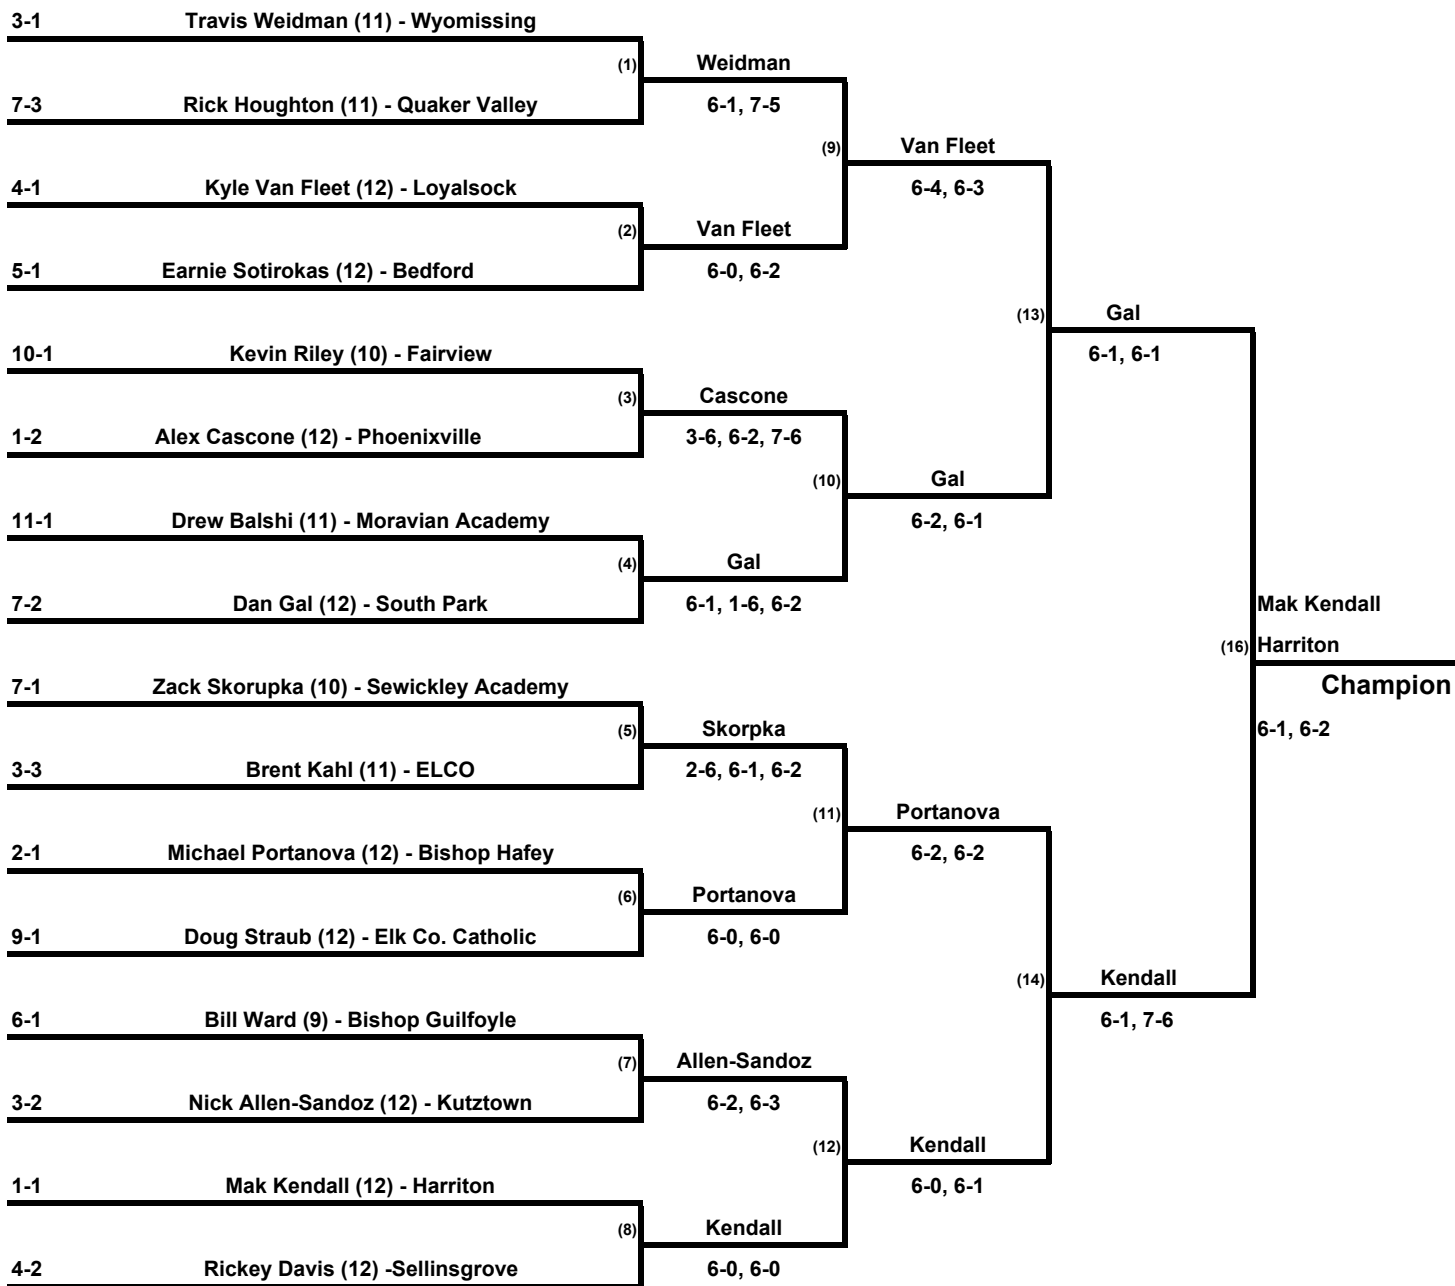 3-1 Travis Weidman (11) - Wyomissing
(1) Weidman
7-3 Rick Houghton (11) - Quaker Valley 6-1, 7-5
(9) Van Fleet
4-1 Kyle Van Fleet (12) - Loyalsock 6-4, 6-3
(2) Van Fleet
5-1 Earnie Sotirokas (12) - Bedford 6-0, 6-2
(13) Gal
10-1 Kevin Riley (10) - Fairview 6-1, 6-1
(3) Cascone
1-2 Alex Cascone (12) - Phoenixville 3-6, 6-2, 7-6
(10) Gal
11-1 Drew Balshi (11) - Moravian Academy 6-2, 6-1
(4) Gal
7-2 Dan Gal (12) - South Park 6-1, 1-6, 6-2 Mak Kendall
(16) Harriton
7-1 Zack Skorupka (10) - Sewickley Academy Champion
(5) Skorpka 6-1, 6-2
3-3 Brent Kahl (11) - ELCO 2-6, 6-1, 6-2
(11) Portanova
2-1 Michael Portanova (12) - Bishop Hafey 6-2, 6-2
(6) Portanova
9-1 Doug Straub (12) - Elk Co. Catholic 6-0, 6-0
(14) Kendall
6-1 Bill Ward (9) - Bishop Guilfoyle 6-1, 7-6
(7) Allen-Sandoz
3-2 Nick Allen-Sandoz (12) - Kutztown 6-2, 6-3
(12) Kendall
1-1 Mak Kendall (12) - Harriton 6-0, 6-1
(8) Kendall
4-2 Rickey Davis (12) -Sellinsgrove 6-0, 6-0